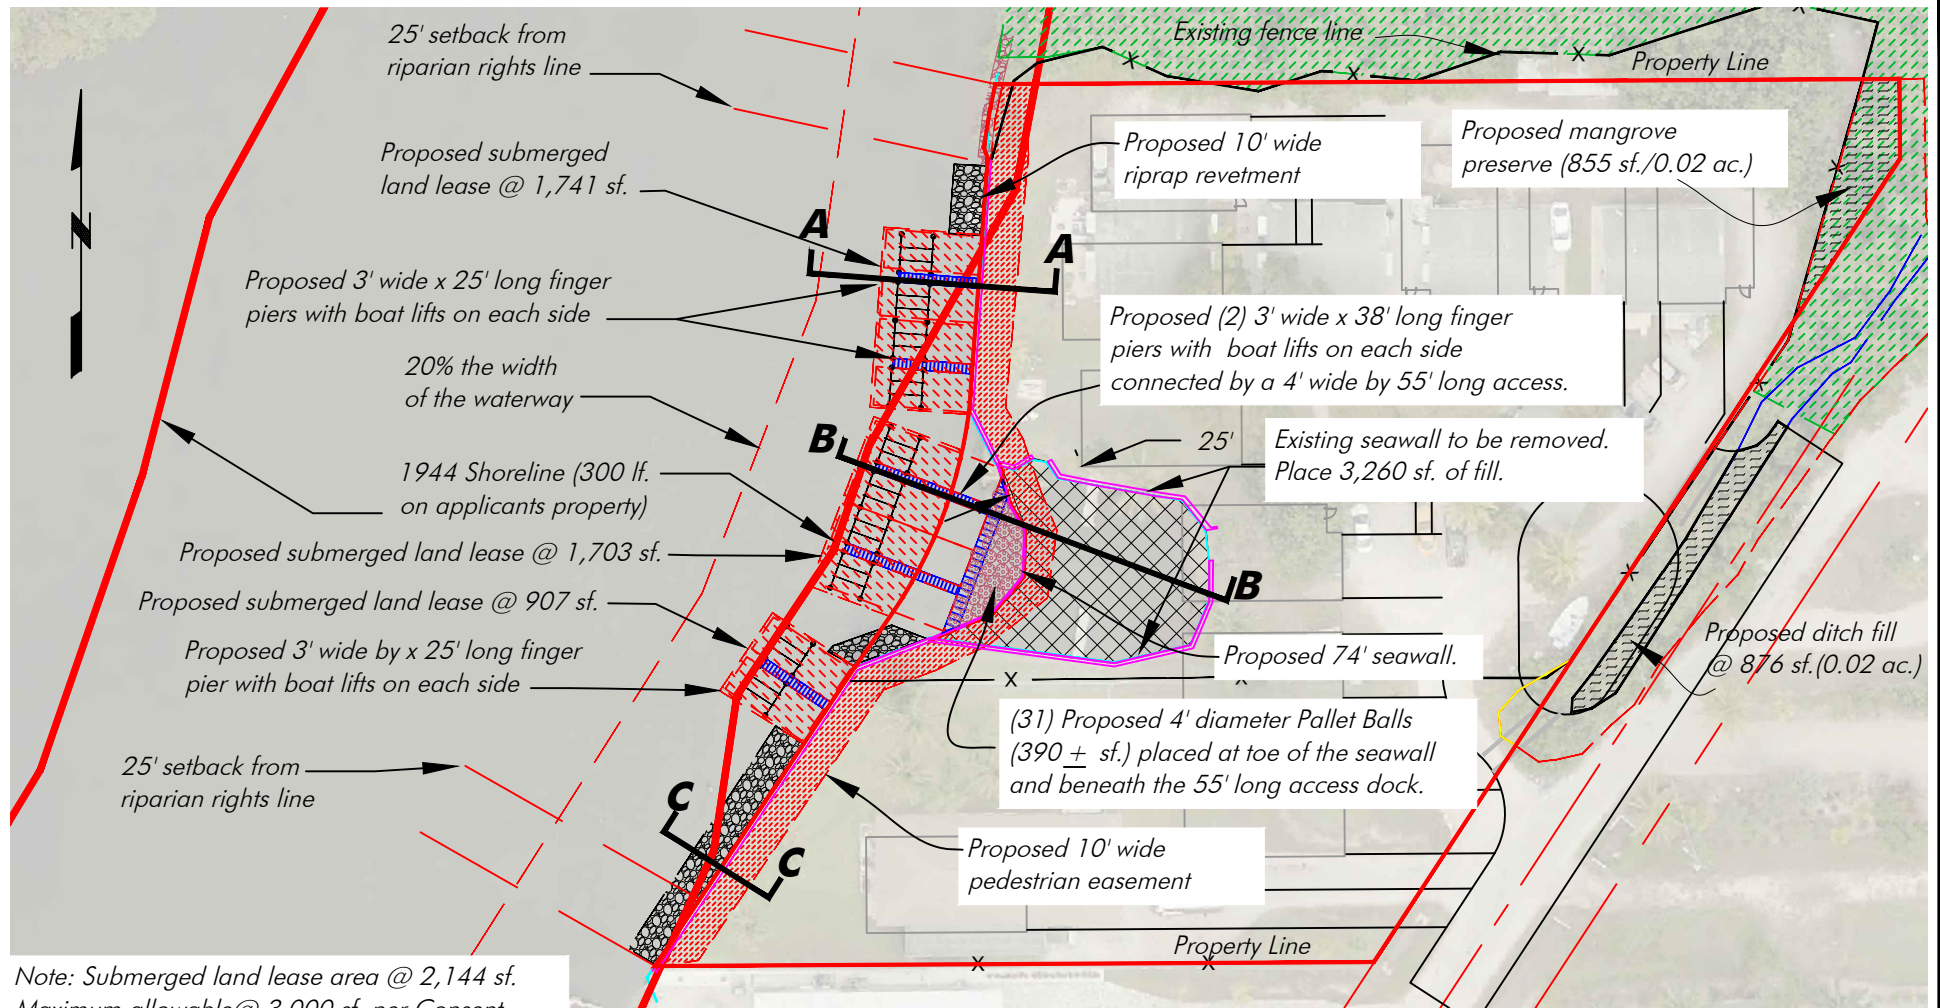 25' setback from
riparian rights line
Existing fence line
Property Line
Proposed submerged
land lease @ 1,741 sf.
Proposed 10' wide
riprap revetment
Proposed mangrove
preserve (855 sf./0.02 ac.)
N
A
A
Proposed 3' wide x 25' long finger
piers with boat lifts on each side
Proposed (2) 3' wide x 38' long finger
piers with boat lifts on each side
connected by a 4' wide by 55' long access.
20% the width
of the waterway
B
25'
Existing seawall to be removed.
Place 3,260 sf. of fill.
1944 Shoreline (300 lf.
on applicants property)
Proposed submerged land lease @ 1,703 sf.
B
Proposed submerged land lease @ 907 sf.
Proposed 3' wide by x 25' long finger
pier with boat lifts on each side
Proposed 74' seawall.
Proposed ditch fill
@ 876 sf.(0.02 ac.)
(31) Proposed 4' diameter Pallet Balls
(390 ± sf.) placed at toe of the seawall
and beneath the 55' long access dock.
25' setback from
riparian rights line
C
C
Proposed 10' wide
pedestrian easement
Property Line
Note: Submerged land lease area @ 2,144 sf.
Maximum allowable@ 3,000 sf. per Consent